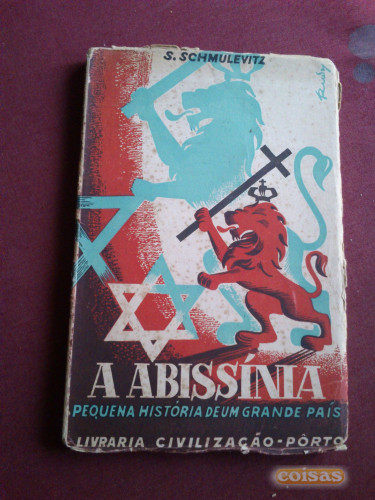 S. SCHMULEVITZ
A ABISSÍNIA
PEQUENA HISTÓRIA DE UM GRANDE PAÍS
LIVRARIA CIVILIZAÇÃO-PÔRTO
coisas